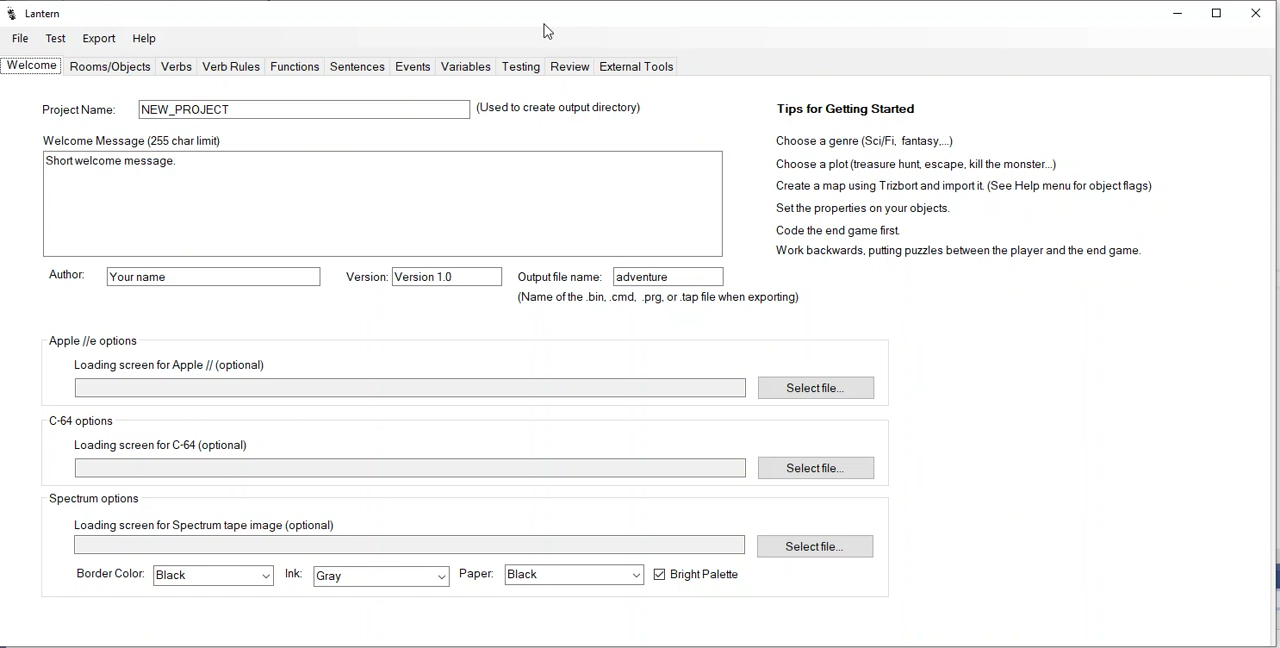 Lantern
File Test Export Help
Welcome Rooms/Objects Verbs Verb Rules Functions Sentences Events Variables Testing Review External Tools
Project Name: NEW_PROJECT (Used to create output directory)
Welcome Message (255 char limit)
Short welcome message.
Author: Your name Version: Version 1.0 Output file name: adventure
(Name of the .bin, .cmd, .prg, or .tap file when exporting)
Tips for Getting Started
Choose a genre (Sci/Fi, fantasy,...)
Choose a plot (treasure hunt, escape, kill the monster...)
Create a map using Trizbort and import it. (See Help menu for object flags)
Set the properties on your objects.
Code the end game first.
Work backwards, putting puzzles between the player and the end game.
Apple //e options
Loading screen for Apple // (optional)
Select file...
C-64 options
Loading screen for C-64 (optional)
Select file...
Spectrum options
Loading screen for Spectrum tape image (optional)
Select file...
Border Color: Black Ink: Gray Paper: Black Bright Palette